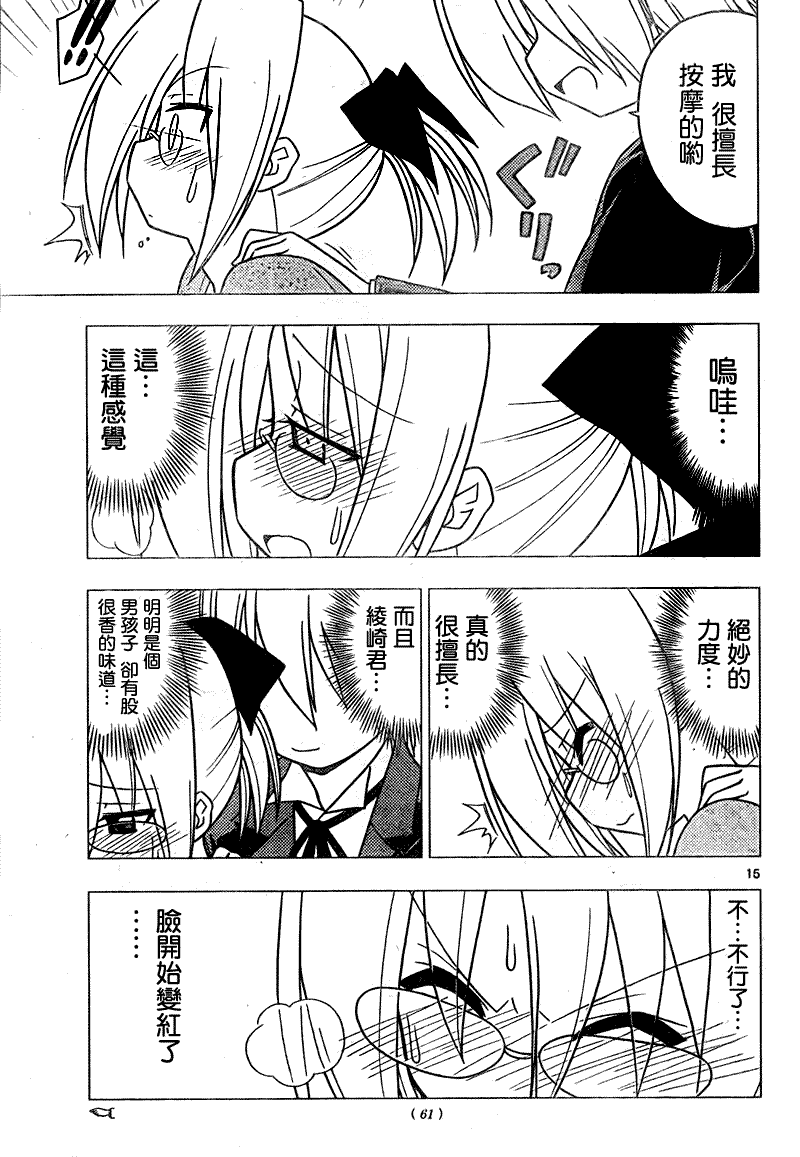 我 很擅長
按摩的喲
ぐぐっ
嗚哇…
這…
這種感覺
絕妙的
力度…
真的
很擅長…
而且
綾崎君…
明明是個
男孩子 卻有股
很香的味道…
15
不…不行了…
臉開始變紅了
……
(61)